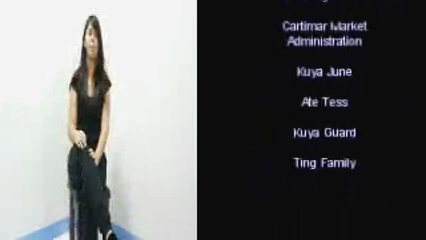 Cartimar Market
Administration
Kuya June
Ate Tess
Kuya Guard
Ting Family